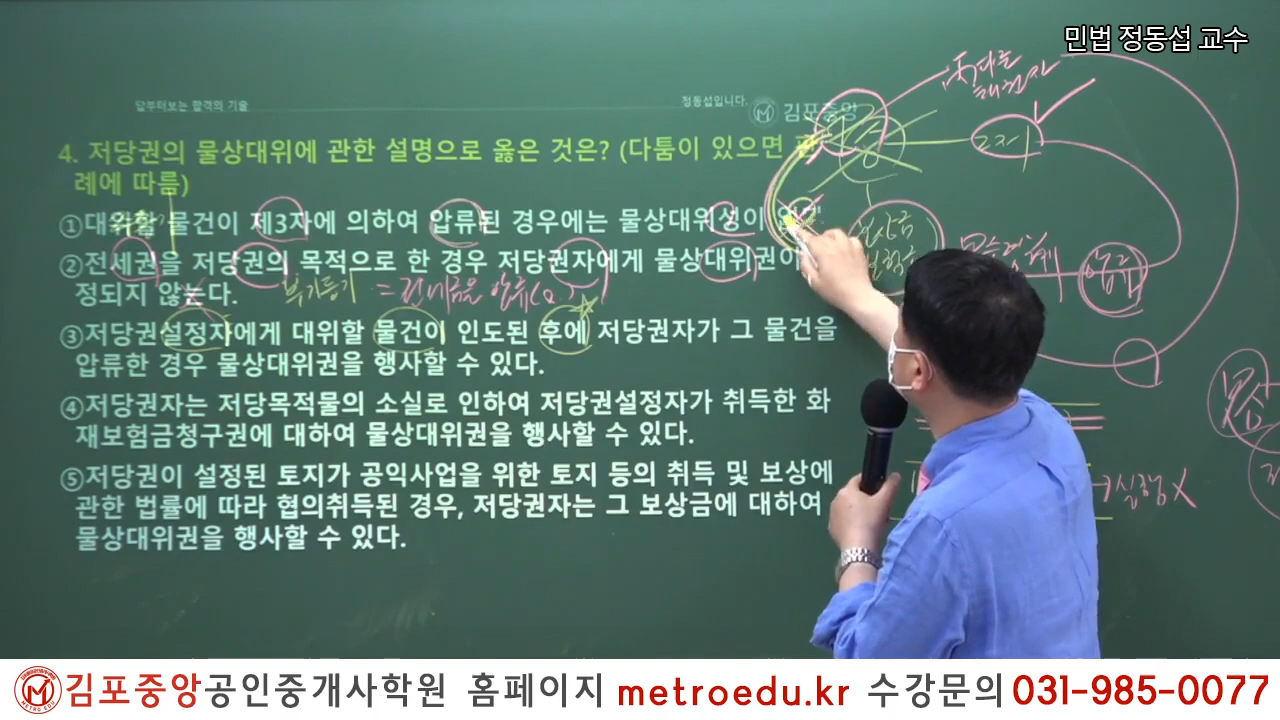 민법 정동섭 교수
답부터보는 합격의 기술
정동섭입니다.
김포중앙
4. 저당권의 물상대위에 관한 설명으로 옳은 것은? (다툼이 있으면 판
례에 따름)
①대위할 물건이 제3자에 의하여 압류된 경우에는 물상대위성이
②전세권을 저당권의 목적으로 한 경우 저당권자에게 물상대위권이
정되지 않는다.
부기등기 = 전세금을 압류
③저당권설정자에게 대위할 물건이 인도된 후에 저당권자가 그 물건을
압류한 경우 물상대위권을 행사할 수 있다.
④저당권자는 저당목적물의 소실로 인하여 저당권설정자가 취득한 화
재보험금청구권에 대하여 물상대위권을 행사할 수 있다.
⑤저당권이 설정된 토지가 공익사업을 위한 토지 등의 취득 및 보상에
관한 법률에 따라 협의취득된 경우, 저당권자는 그 보상금에 대하여
물상대위권을 행사할 수 있다.
압류
실행 X
METRO EDU
김포중앙공인중개사학원 홈페이지 metroedu.kr 수강문의 031-985-0077